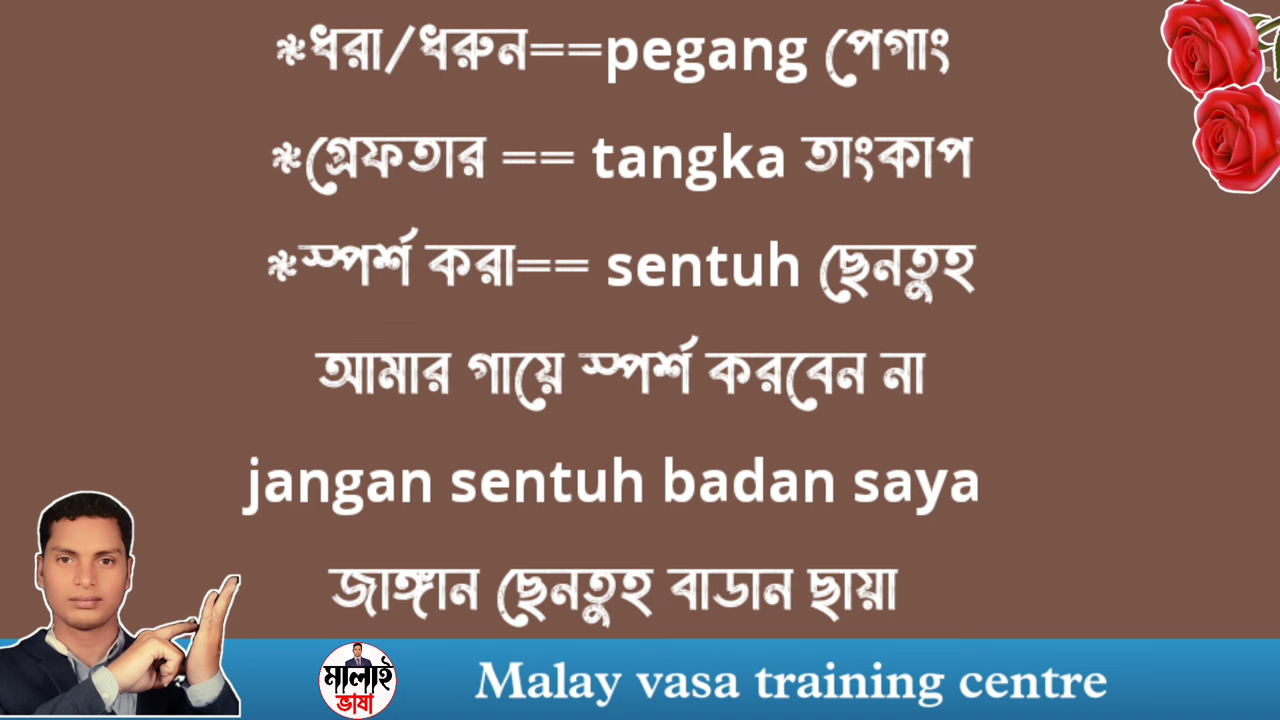 *ধরা/ধরুন==pegang পেগাং
*গ্রেফতার == tangka তাংকাপ
*স্পর্শ করা== sentuh ছেনতুহ
আমার গায়ে স্পর্শ করবেন না
jangan sentuh badan saya
জাঙ্গান ছেনতুহ বাডান ছায়া
মালাই
ভাষা
Malay vasa training centre